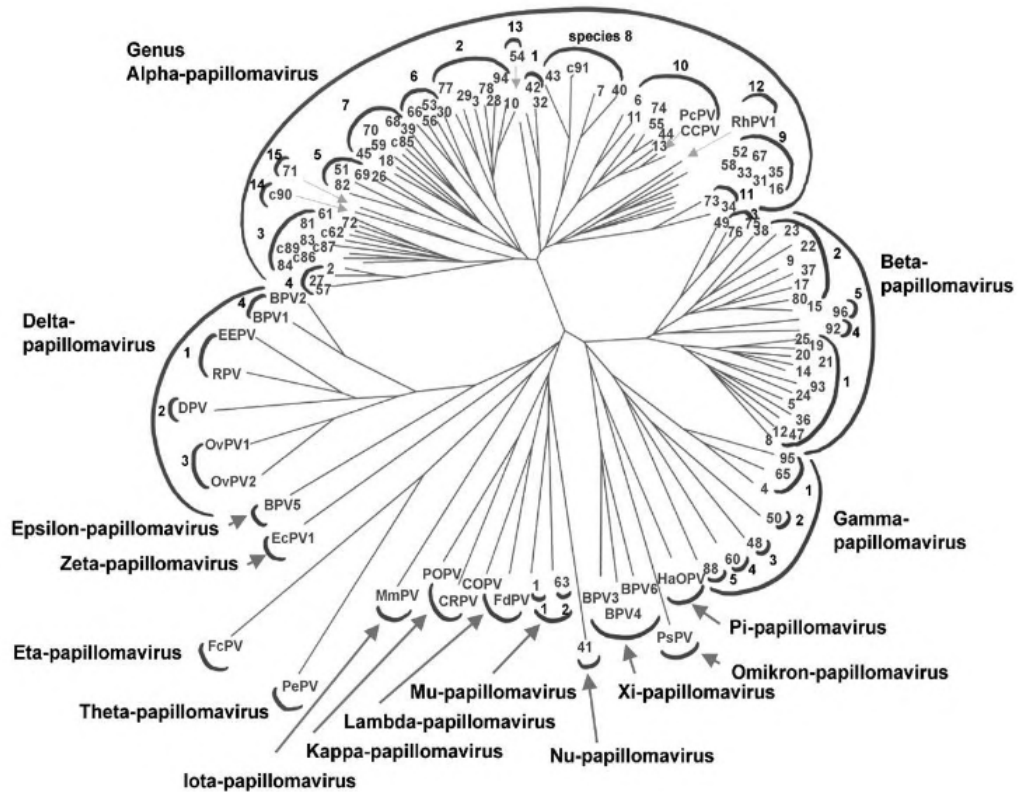 Genus
Alpha-papillomavirus
13
54
2
1
species 8
43
c91
7
40
10
6
11
74
55
44
13
PcPV
CCPV
12
RhPV1
9
52
67
58
33
31
35
16
11
73
34
42
32
94
78
28
10
77
29
3
6
53
30
66
56
7
68
39
c85
70
59
45
18
5
51
69
26
82
15
71
14
c90
3
61
81
72
83
c62
c89
c87
c86
84
4
2
27
57
Delta-
papillomavirus
4
BPV2
BPV1
1
EEPV
RPV
2
DPV
3
OvPV1
OvPV2
Beta-
papillomavirus
3
49
75
76
38
23
22
2
9
37
17
80
15
5
96
92
4
25
19
20
21
14
93
1
24
5
36
12
47
8
Gamma-
papillomavirus
95
65
4
1
50
2
48
3
60
4
88
5
Epsilon-papillomavirus
BPV5
Zeta-papillomavirus
EcPV1
Eta-papillomavirus
FcPV
Theta-papillomavirus
PePV
Iota-papillomavirus
MmPV
Kappa-papillomavirus
POPV
CRPV
Lambda-papillomavirus
COPV
FdPV
Mu-papillomavirus
1
63
1
2
Nu-papillomavirus
41
Xi-papillomavirus
BPV3
BPV6
BPV4
Omikron-papillomavirus
PsPV
Pi-papillomavirus
HaOPV